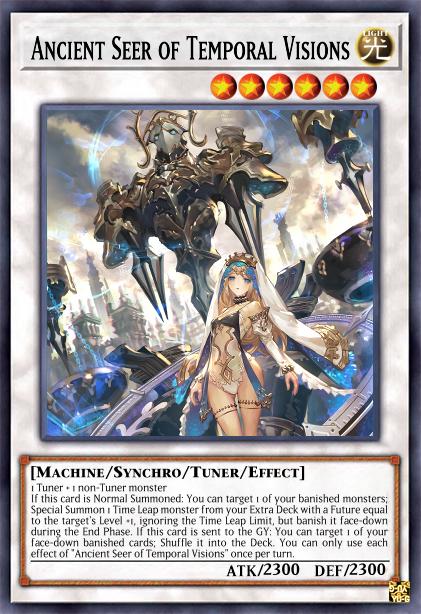 ANCIENT SEER OF TEMPORAL VISIONS
LIGHT
光
[MACHINE/SYNCHRO/TUNER/EFFECT]
1 Tuner + 1 non-Tuner monster
If this card is Normal Summoned: You can target 1 of your banished monsters;
Special Summon 1 Time Leap monster from your Extra Deck with a Future equal
to the target's Level +1, ignoring the Time Leap Limit, but banish it face-down
during the End Phase. If this card is sent to the GY: You can target 1 of your
face-down banished cards; Shuffle it into the Deck. You can only use each
effect of "Ancient Seer of Temporal Visions" once per turn.
ATK/2300 DEF/2300